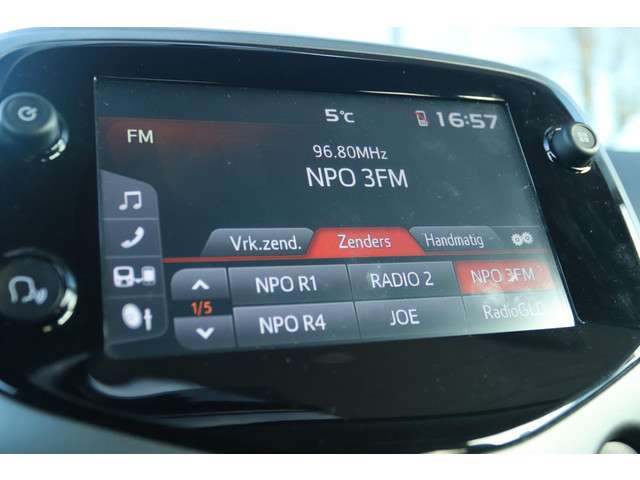 5°C 16:57
FM
96.80MHz
NPO 3FM
Vrk.zend. Zenders Handmatig
NPO R1 RADIO 2 NPO 3FM
1/5
NPO R4 JOE RadioGLD